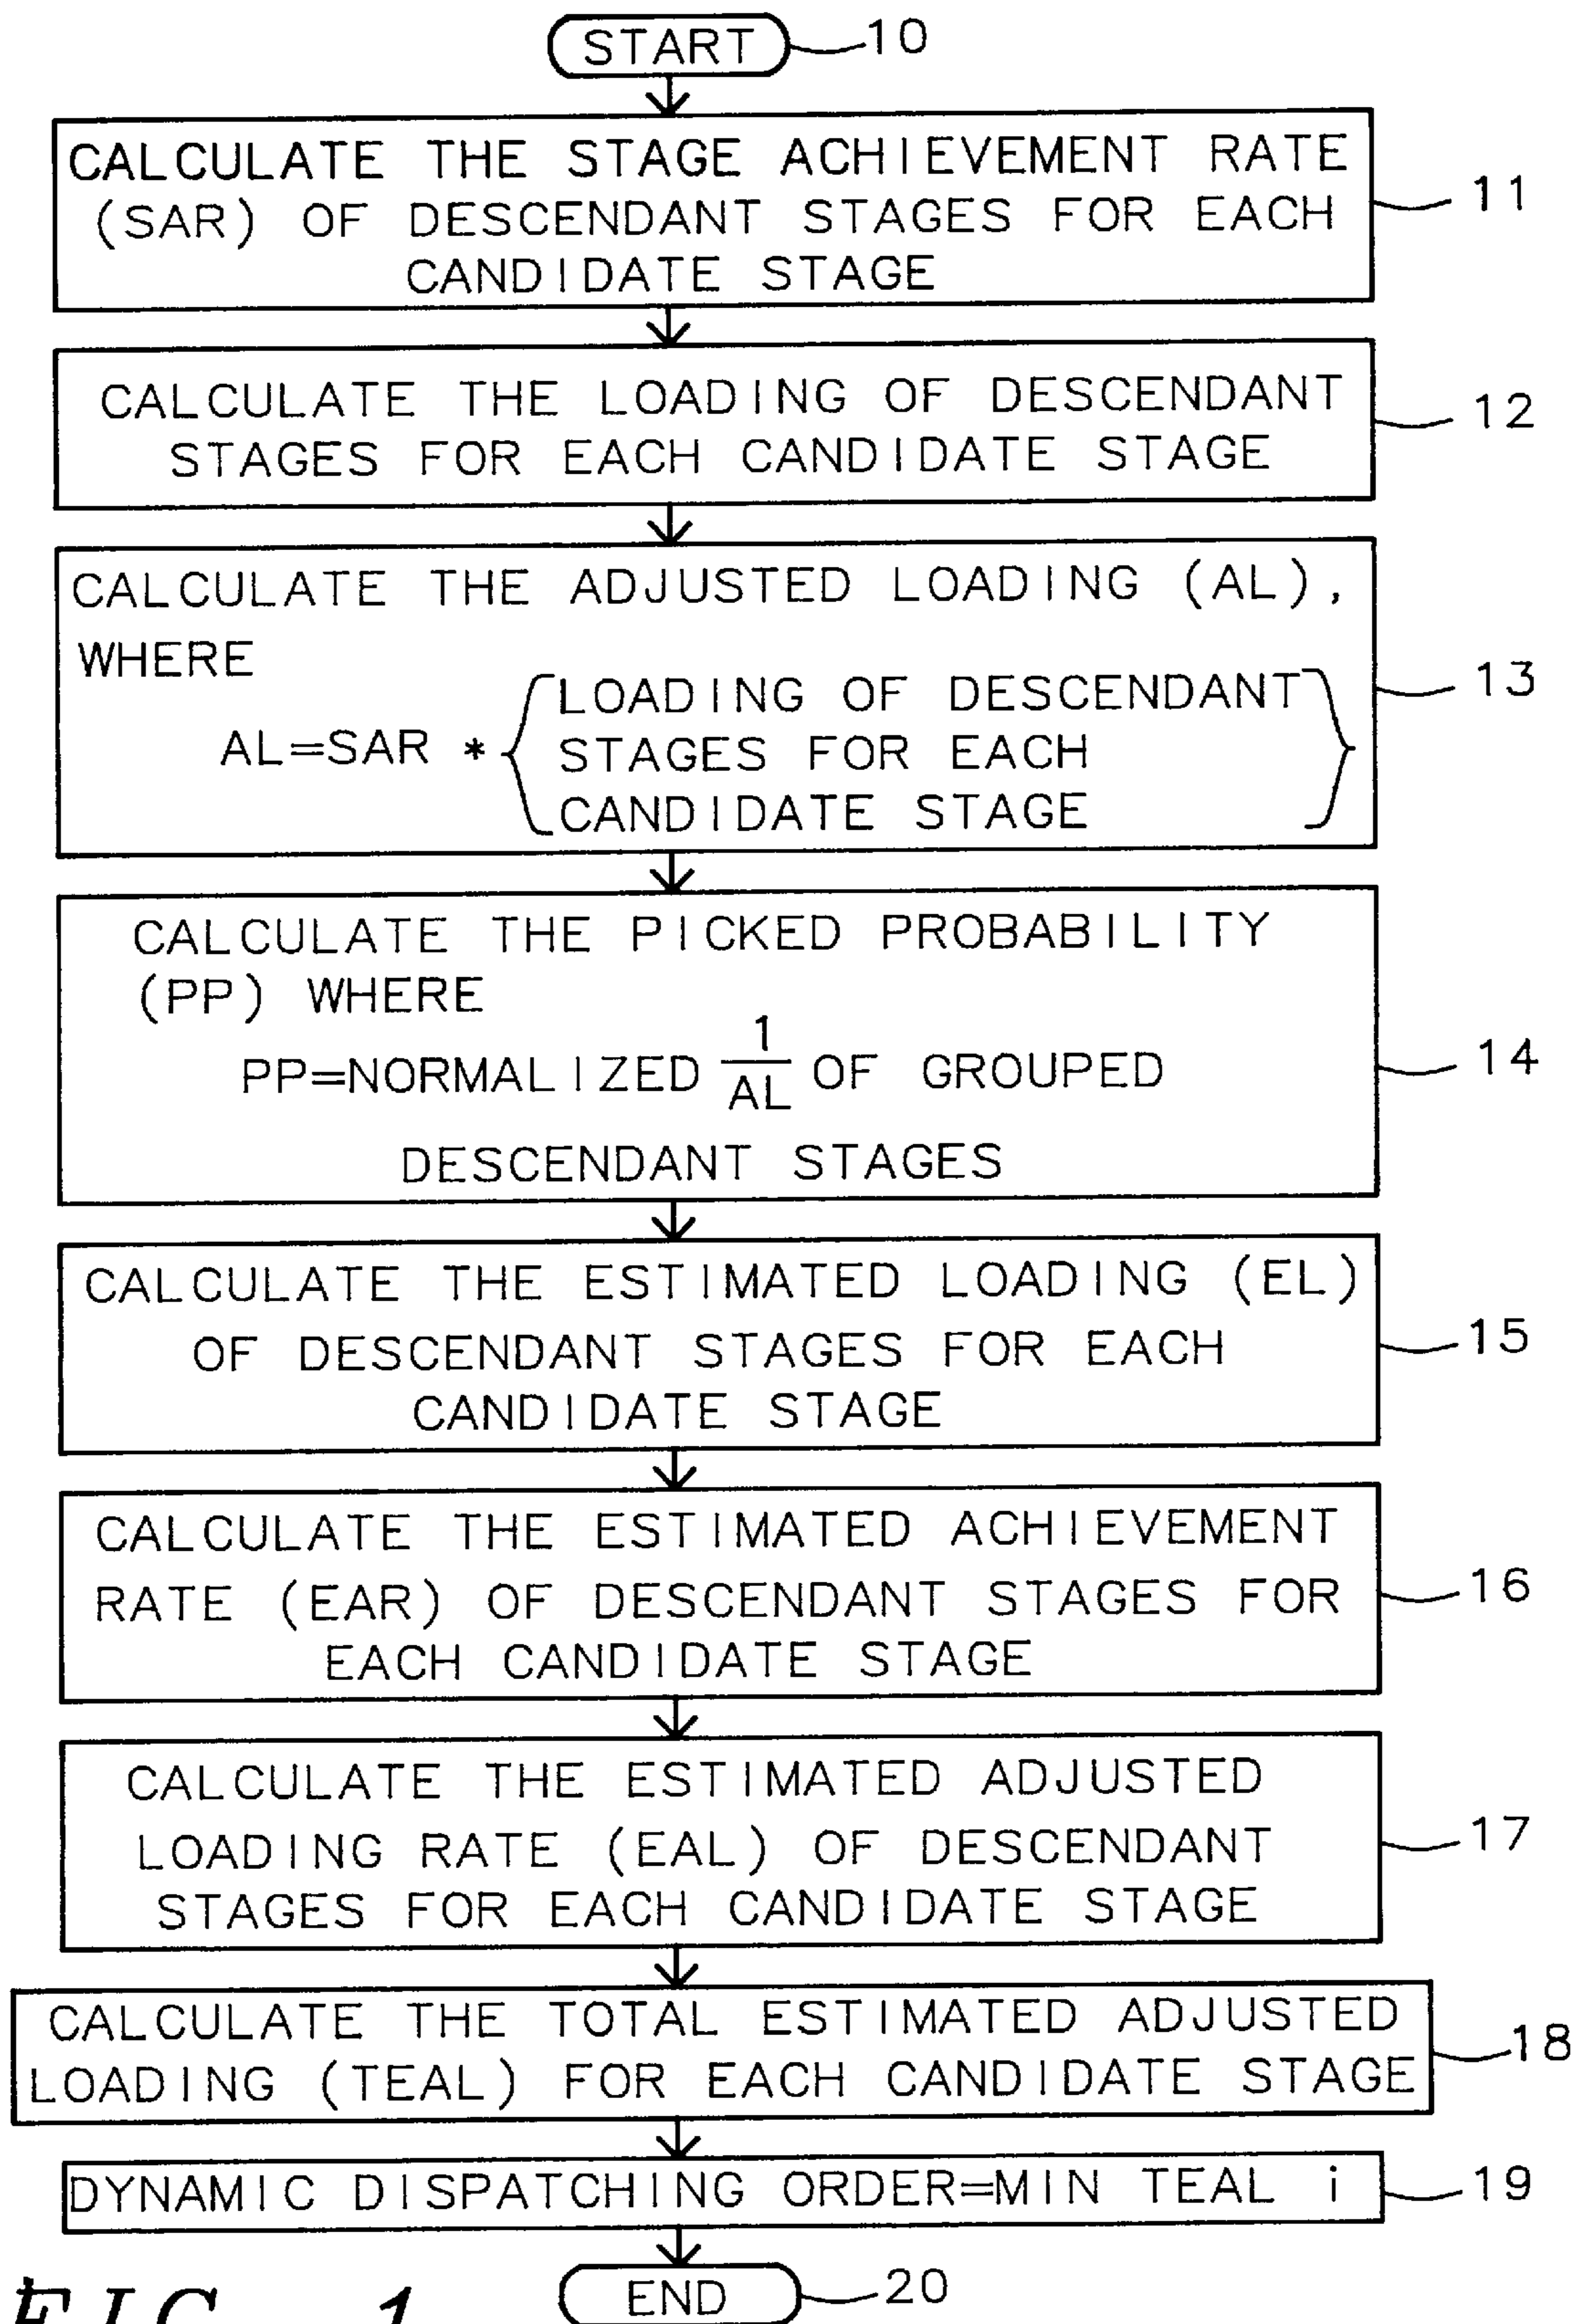 START 10
CALCULATE THE STAGE ACHIEVEMENT RATE
(SAR) OF DESCENDANT STAGES FOR EACH
CANDIDATE STAGE
11
CALCULATE THE LOADING OF DESCENDANT
STAGES FOR EACH CANDIDATE STAGE
12
CALCULATE THE ADJUSTED LOADING (AL),
WHERE
AL=SAR * { LOADING OF DESCENDANT
STAGES FOR EACH
CANDIDATE STAGE }
13
CALCULATE THE PICKED PROBABILITY
(PP) WHERE
PP=NORMALIZED 1/AL OF GROUPED
DESCENDANT STAGES
14
CALCULATE THE ESTIMATED LOADING (EL)
OF DESCENDANT STAGES FOR EACH
CANDIDATE STAGE
15
CALCULATE THE ESTIMATED ACHIEVEMENT
RATE (EAR) OF DESCENDANT STAGES FOR
EACH CANDIDATE STAGE
16
CALCULATE THE ESTIMATED ADJUSTED
LOADING RATE (EAL) OF DESCENDANT
STAGES FOR EACH CANDIDATE STAGE
17
CALCULATE THE TOTAL ESTIMATED ADJUSTED
LOADING (TEAL) FOR EACH CANDIDATE STAGE
18
DYNAMIC DISPATCHING ORDER=MIN TEAL i
19
END 20
FIG. 1